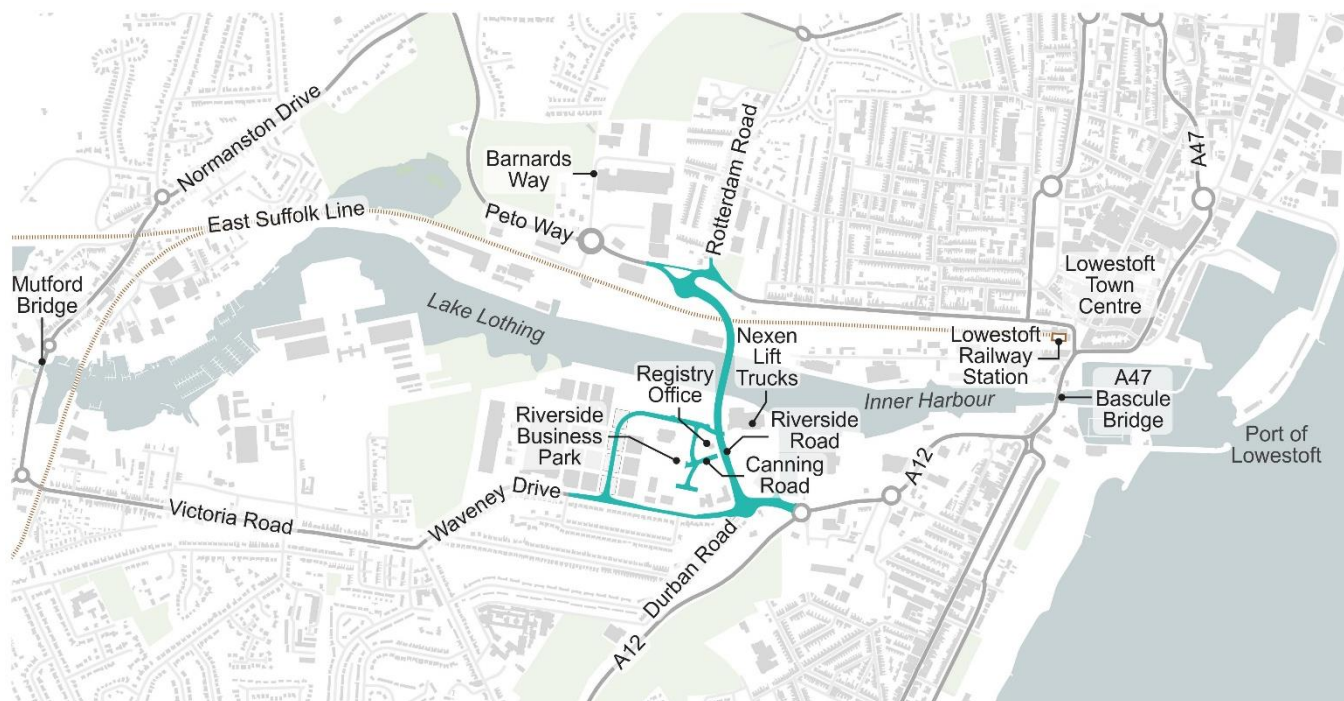 Normanston Drive
A47
Barnards
Way
Rotterdam Road
East Suffolk Line
Peto Way
Mutford
Bridge
Lowestoft
Town
Centre
Lake Lothing
Nexen
Lift
Trucks
Lowestoft
Railway
Station
Registry
Office
A47
Bascule
Bridge
Inner Harbour
Riverside
Business
Park
Riverside
Road
Port of
Lowestoft
Canning
Road
A12
Waveney Drive
Victoria Road
Durban Road
A12